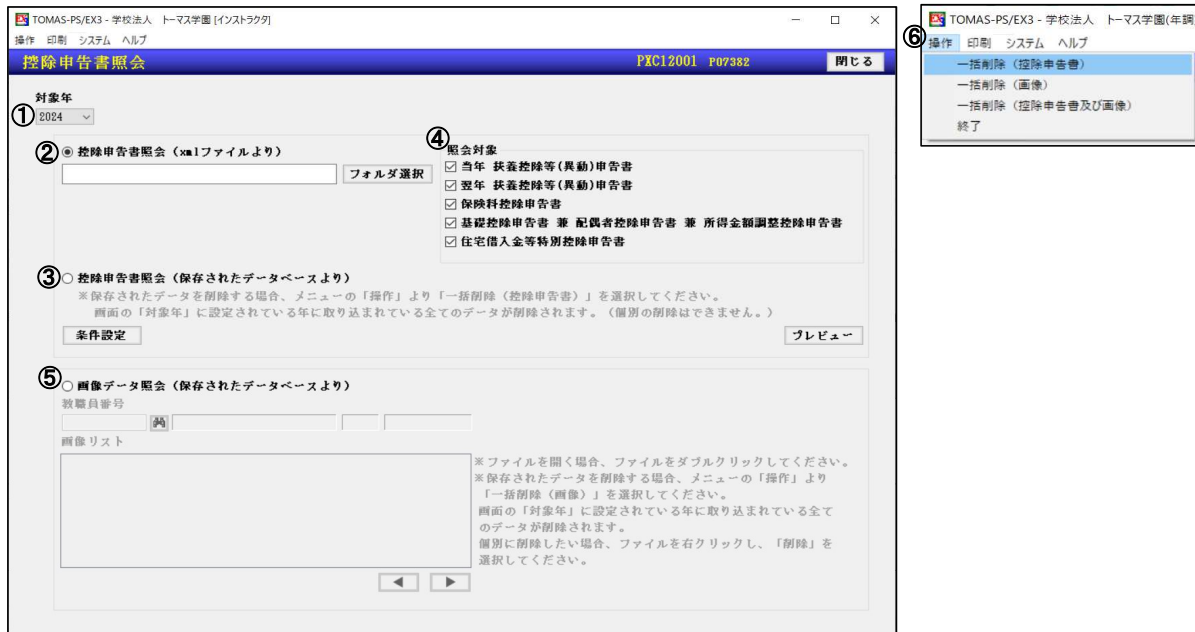 TOMAS-PS/EX3 - 学校法人　トーマス学園 [インストラクタ]
操作 印刷 システム ヘルプ
控除申告書照会 PXC12001 P07382 閉じる
対象年
① 2024
② 控除申告書照会（xmlファイルより）
フォルダ選択
④
照会対象
当年 扶養控除等(異動)申告書
翌年 扶養控除等(異動)申告書
保険料控除申告書
基礎控除申告書 兼 配偶者控除申告書 兼 所得金額調整控除申告書
住宅借入金等特別控除申告書
③ 控除申告書照会（保存されたデータベースより）
※保存されたデータを削除する場合、メニューの「操作」より「一括削除（控除申告書）」を選択してください。
画面の「対象年」に設定されている年に取り込まれている全てのデータが削除されます。（個別の削除はできません。）
条件設定 プレビュー
⑤ 画像データ照会（保存されたデータベースより）
教職員番号
画像リスト
※ファイルを開く場合、ファイルをダブルクリックしてください。
※保存されたデータを削除する場合、メニューの「操作」より
「一括削除（画像）」を選択してください。
画面の「対象年」に設定されている年に取り込まれている全て
のデータが削除されます。
個別に削除したい場合、ファイルを右クリックし、「削除」を
選択してください。
⑥
TOMAS-PS/EX3 - 学校法人　トーマス学園(年調
操作 印刷 システム ヘルプ
一括削除（控除申告書）
一括削除（画像）
一括削除（控除申告書及び画像）
終了